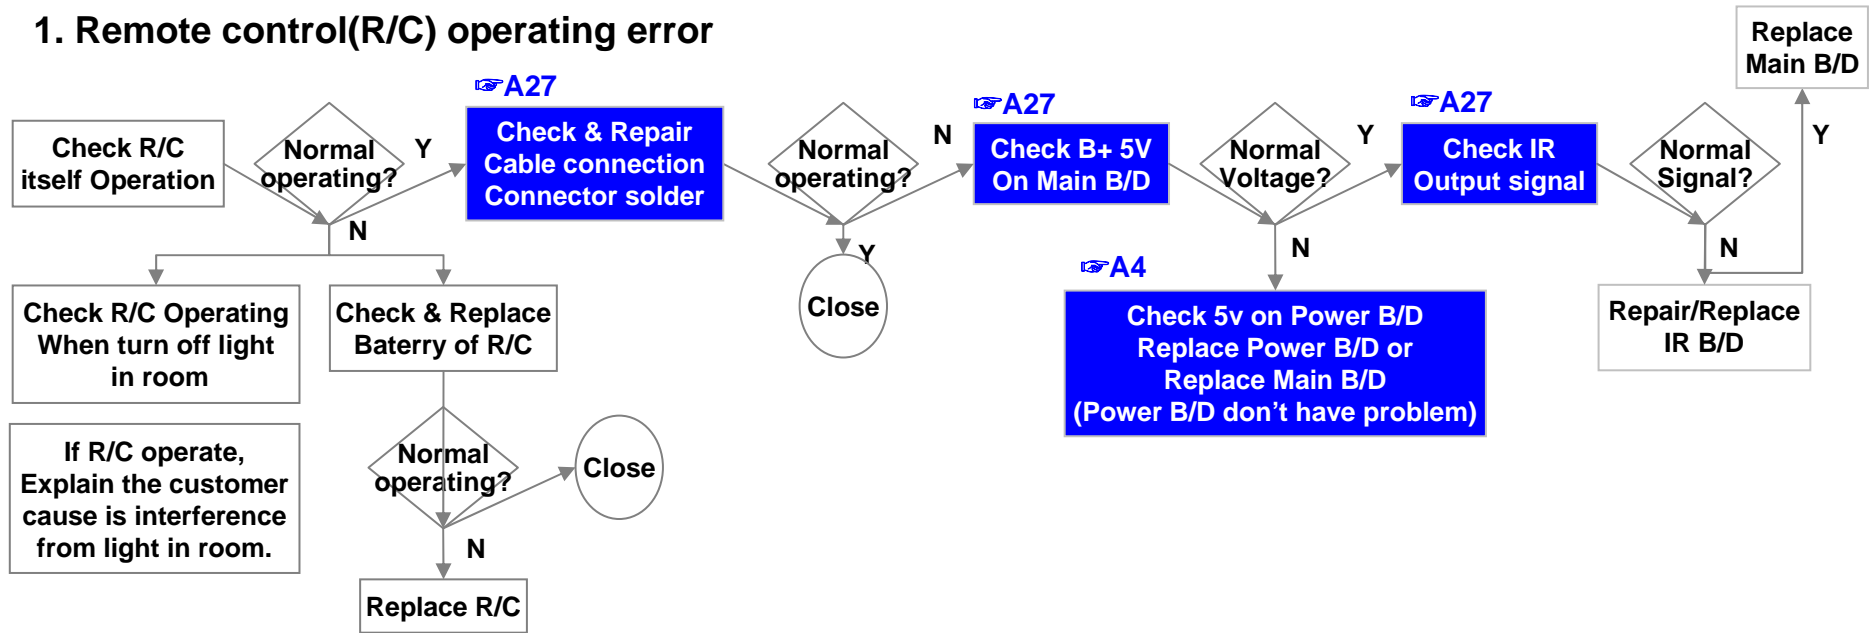 1. Remote control(R/C) operating error
Replace
Main B/D
☞A27
☞A27
☞A27
Check R/C
itself Operation
Normal
operating?
Y
Check & Repair
Cable connection
Connector solder
Normal
operating?
N
Check B+ 5V
On Main B/D
Normal
Voltage?
Y
Check IR
Output signal
Normal
Signal?
Y
N
Y
N
N
☞A4
Check R/C Operating
When turn off light
in room
Check & Replace
Baterry of R/C
Close
Check 5v on Power B/D
Replace Power B/D or
Replace Main B/D
(Power B/D don’t have problem)
Repair/Replace
IR B/D
If R/C operate,
Explain the customer
cause is interference
from light in room.
Normal
operating?
Close
N
Replace R/C